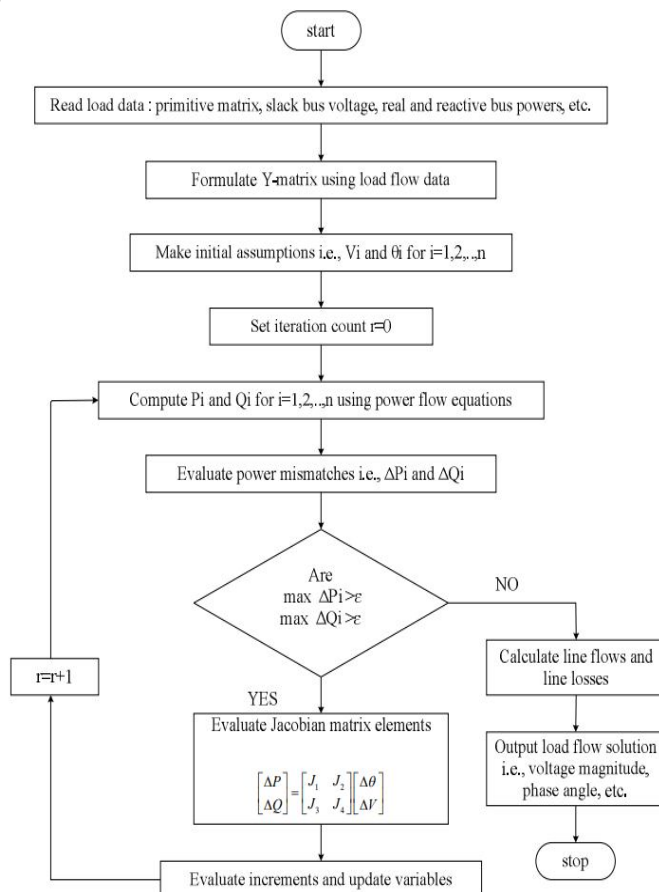 start
Read load data : primitive matrix, slack bus voltage, real and reactive bus powers, etc.
Formulate Y-matrix using load flow data
Make initial assumptions i.e., Vi and θi for i=1,2,..,n
Set iteration count r=0
Compute Pi and Qi for i=1,2,..,n using power flow equations
Evaluate power mismatches i.e., ΔPi and ΔQi
Are
max ΔPi>ε
max ΔQi>ε
NO
Calculate line flows and
line losses
Output load flow solution
i.e., voltage magnitude,
phase angle, etc.
stop
YES
Evaluate Jacobian matrix elements
[ΔP] = [J₁ J₂] [Δθ]
[ΔQ] [J₃ J₄] [ΔV]
Evaluate increments and update variables
r=r+1